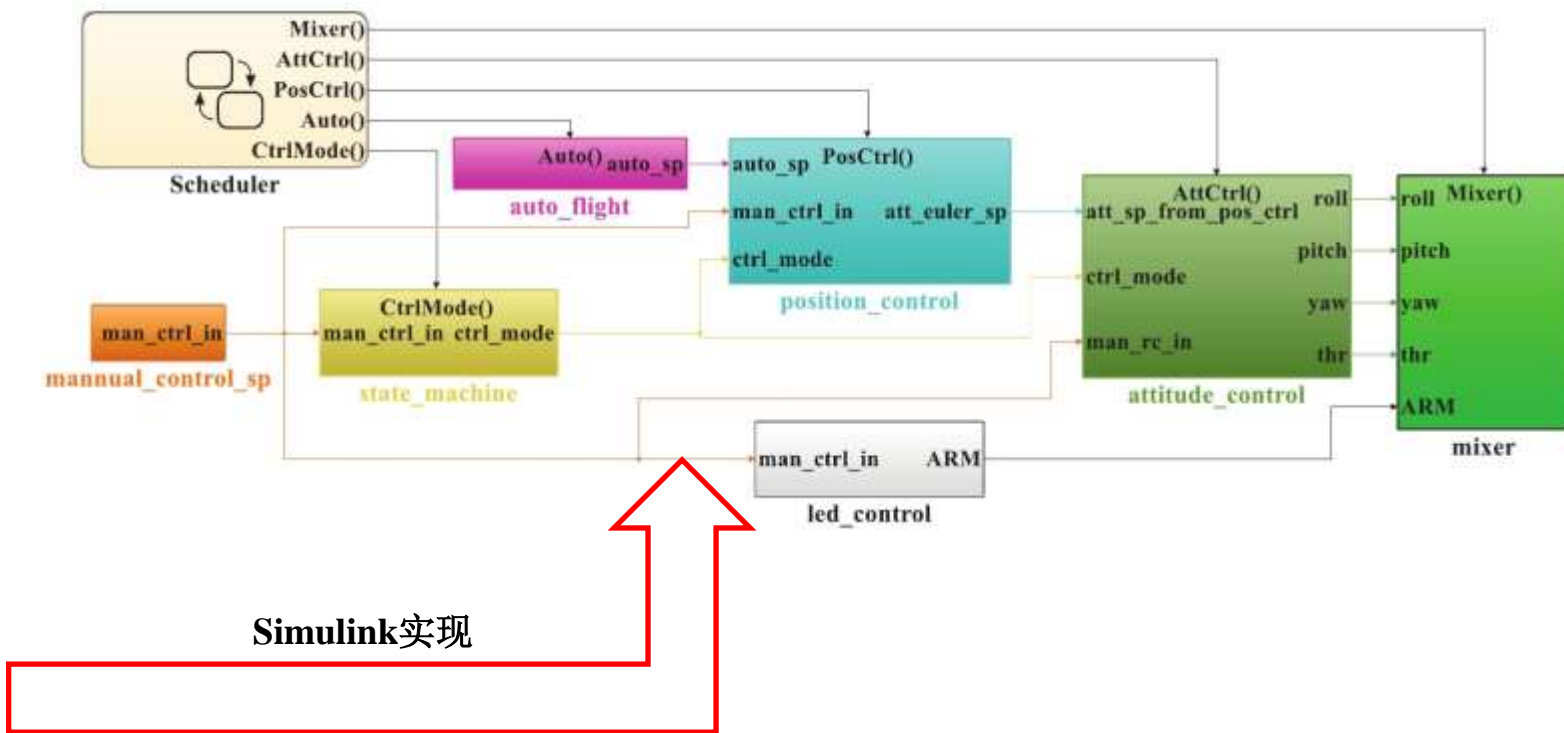 Mixer()
AttCtrl()
PosCtrl()
Auto()
CtrlMode()
Scheduler
Auto() auto_sp
auto_flight
PosCtrl()
auto_sp
man_ctrl_in att_euler_sp
ctrl_mode
position_control
AttCtrl()
att_sp_from_pos_ctrl roll
pitch
ctrl_mode
yaw
man_rc_in
thr
attitude_control
Mixer()
roll
pitch
yaw
thr
ARM
mixer
man_ctrl_in
mannual_control_sp
CtrlMode()
man_ctrl_in ctrl_mode
state_machine
man_ctrl_in ARM
led_control
Simulink实现